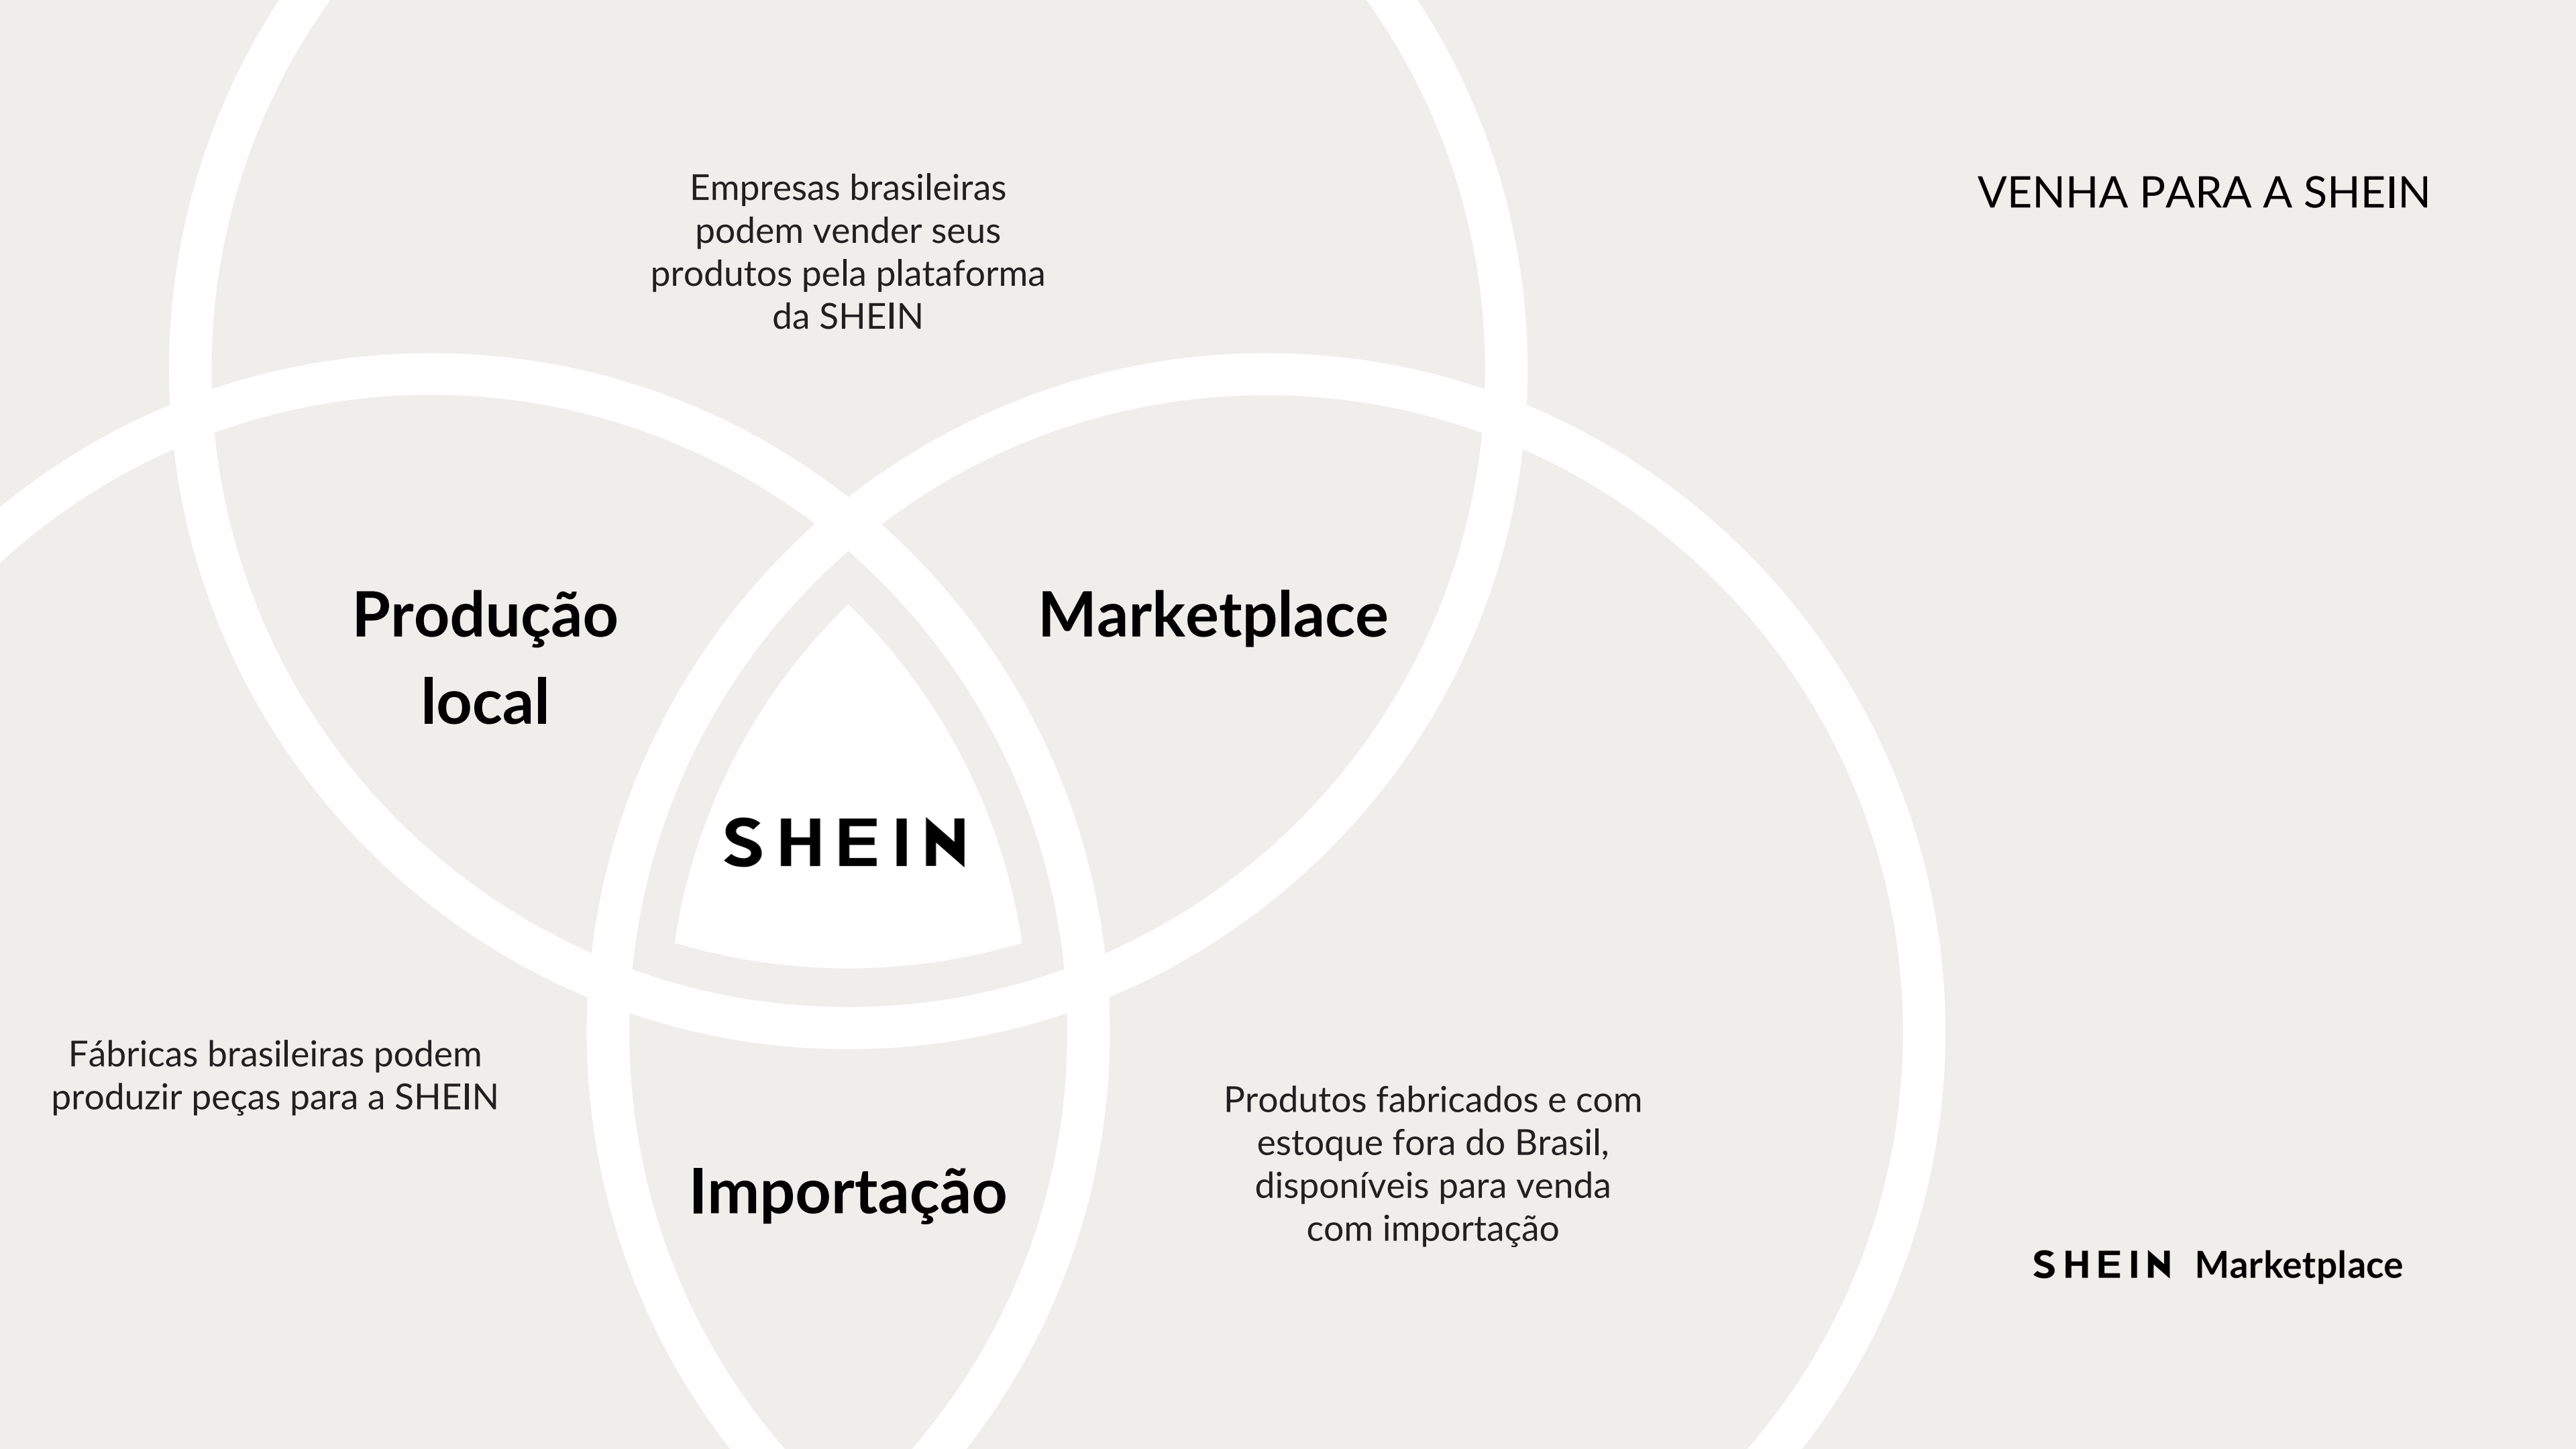 Empresas brasileiras
podem vender seus
produtos pela plataforma
da SHEIN
VENHA PARA A SHEIN
Produção
local
Marketplace
SHEIN
Fábricas brasileiras podem
produzir peças para a SHEIN
Importação
Produtos fabricados e com
estoque fora do Brasil,
disponíveis para venda
com importação
SHEIN Marketplace